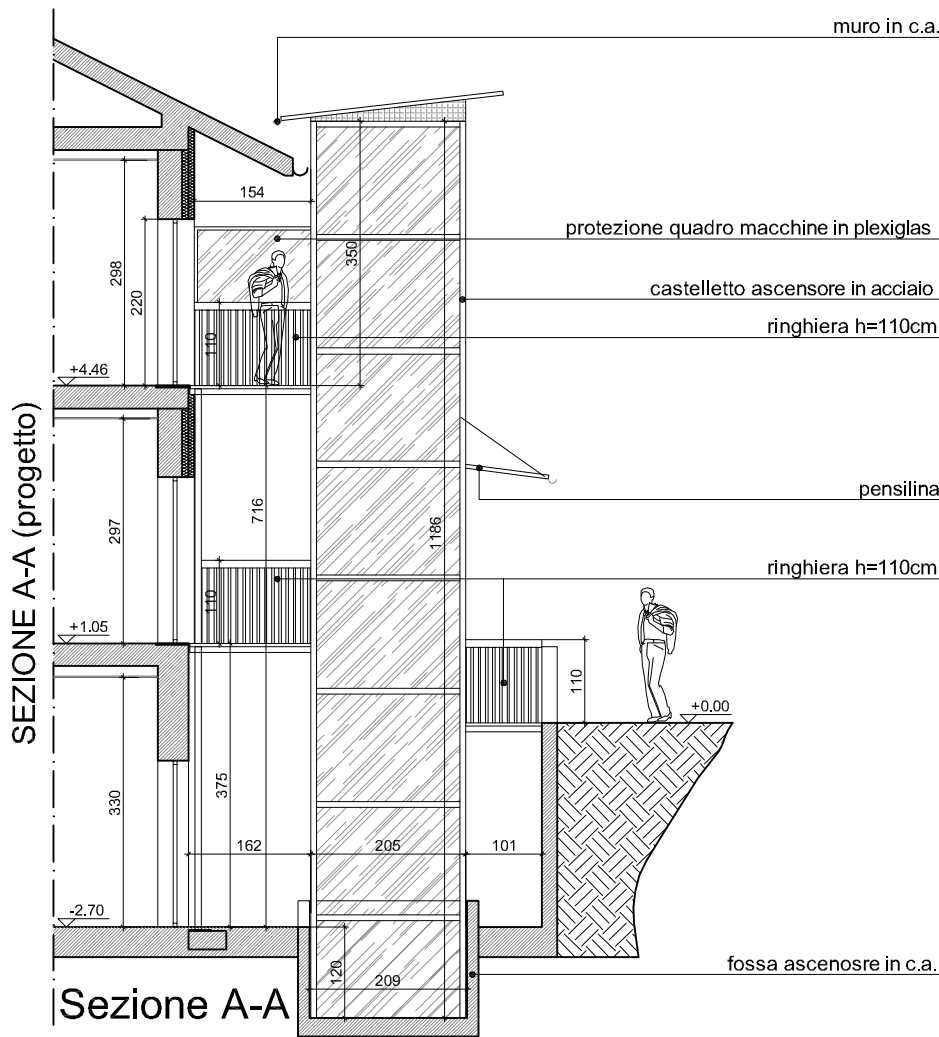 muro in c.a.
154
protezione quadro macchine in plexiglas
350
298
220
castelletto ascensore in acciaio
ringhiera h=110cm
110
+4.46
SEZIONE A-A (progetto)
pensilina
716
1186
297
ringhiera h=110cm
110
+1.05
110
+0.00
375
330
162
205
101
-2.70
120
209
fossa ascenosre in c.a.
Sezione A-A